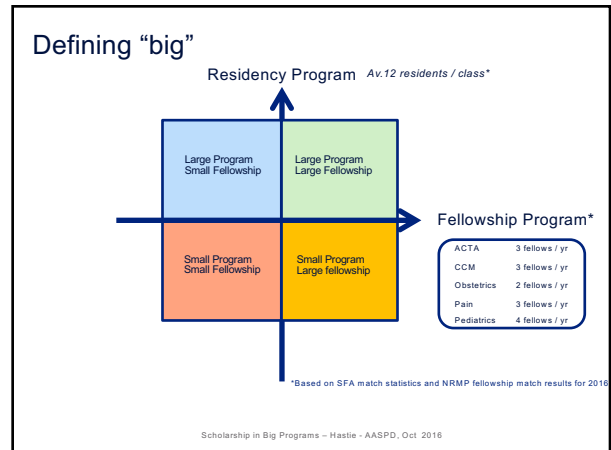 Defining “big”
Residency Program Av.12 residents / class*
Large Program
Small Fellowship
Large Program
Large Fellowship
Fellowship Program*
Small Program
Small Fellowship
Small Program
Large fellowship
ACTA 3 fellows / yr
CCM 3 fellows / yr
Obstetrics 2 fellows / yr
Pain 3 fellows / yr
Pediatrics 4 fellows / yr
*Based on SFA match statistics and NRMP fellowship match results for 2016
Scholarship in Big Programs – Hastie - AASPD, Oct 2016